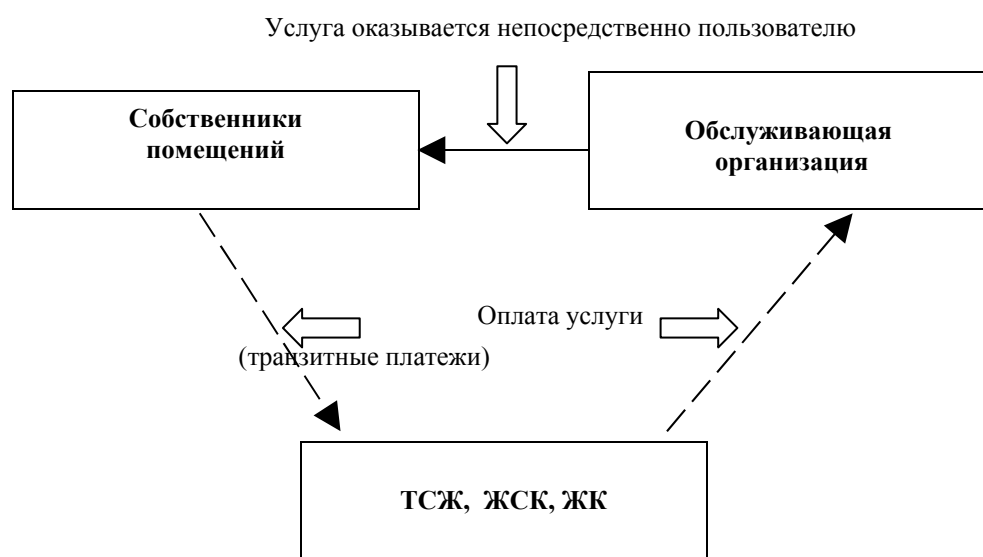 Услуга оказывается непосредственно пользователю
Собственники
помещений
Обслуживающая
организация
Оплата услуги
(транзитные платежи)
ТСЖ, ЖСК, ЖК